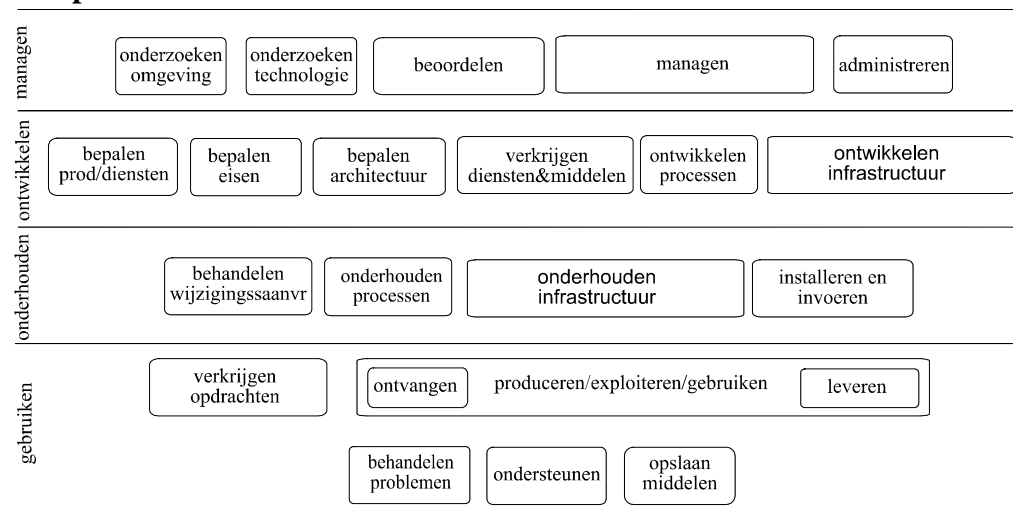 managen
onderzoeken
omgeving
onderzoeken
technologie
beoordelen
managen
administreren
ontwikkelen
bepalen
prod/diensten
bepalen
eisen
bepalen
architectuur
verkrijgen
diensten&middelen
ontwikkelen
processen
ontwikkelen
infrastructuur
onderhouden
behandelen
wijzigingssaanvr
onderhouden
processen
onderhouden
infrastructuur
installeren en
invoeren
gebruiken
verkrijgen
opdrachten
ontvangen
produceren/exploiteren/gebruiken
leveren
behandelen
problemen
ondersteunen
opslaan
middelen